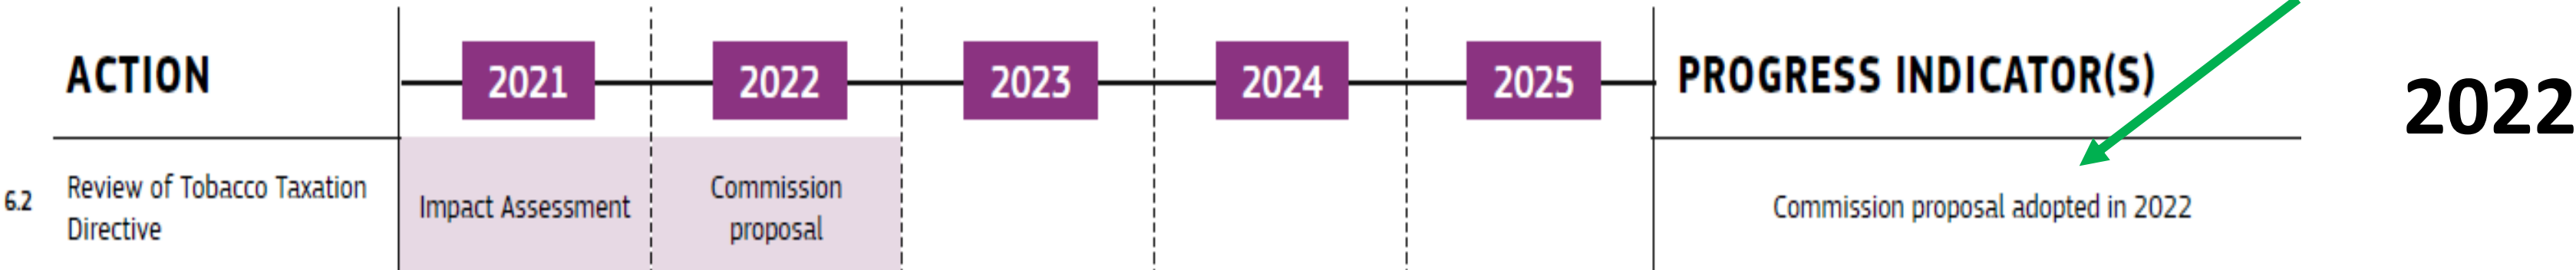 ACTION
2021
2022
2023
2024
2025
PROGRESS INDICATOR(S)
2022
6.2
Review of Tobacco Taxation
Directive
Impact Assessment
Commission
proposal
Commission proposal adopted in 2022